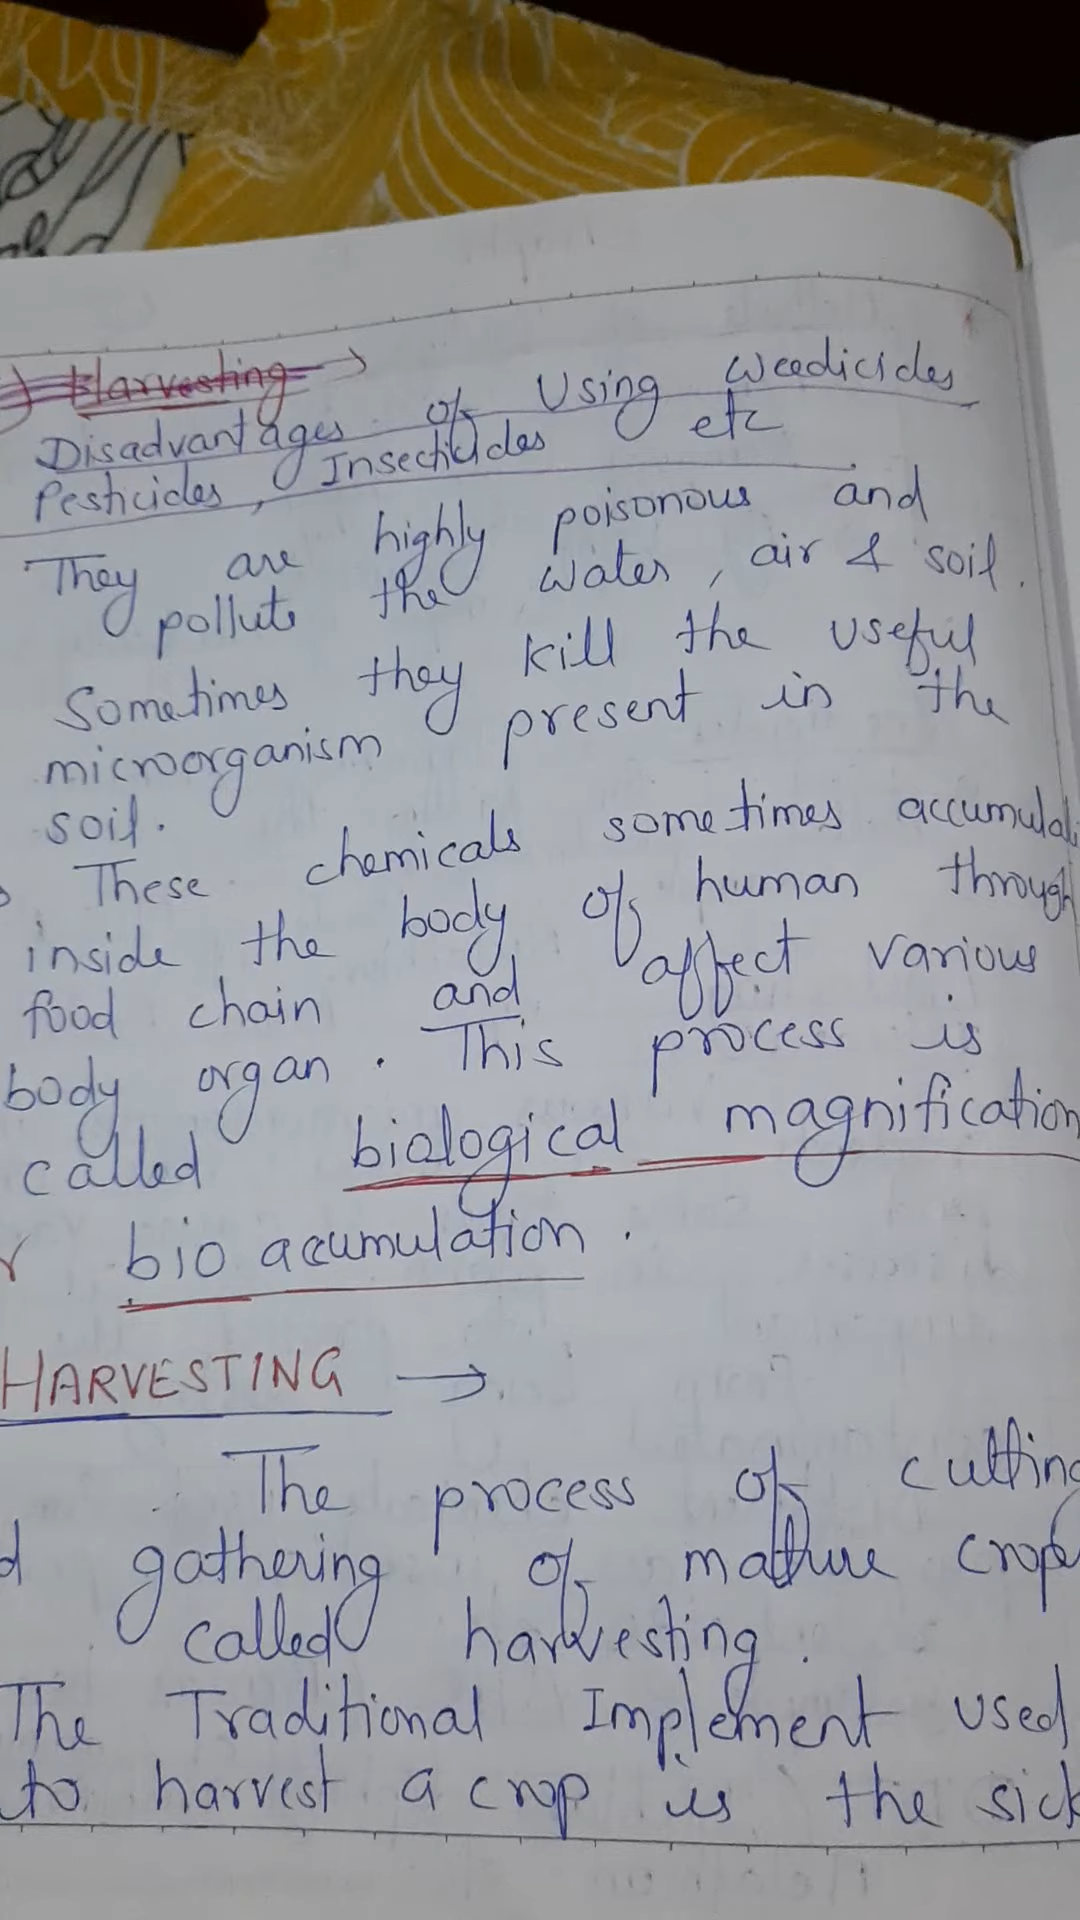 Harvesting →
Disadvantages of Using Weedicides
Pesticides, Insecticides etc
They are highly poisonous and
pollute the water, air & soil.
Sometimes they kill the useful
microorganism present in the
soil.
These chemicals sometimes accumulat
inside the body of human through
food chain and affect various
body organ. This process is
called biological magnification
r bio acumulation.
HARVESTING →
The process of cutting
d gathering of mature crop
called harvesting.
The Traditional Implement used
to harvest a crop is the sick